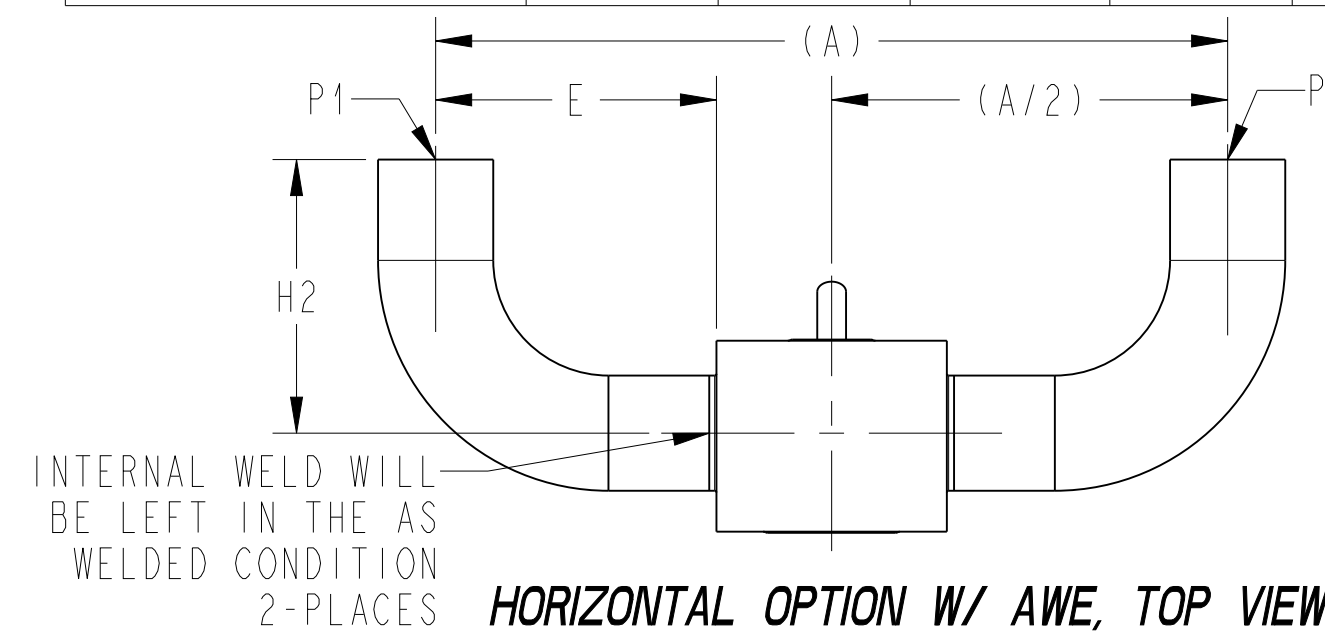 (A)
P1
E
(A/2)
P
H2
INTERNAL WELD WILL
BE LEFT IN THE AS
WELDED CONDITION
2-PLACES
HORIZONTAL OPTION W/ AWE, TOP VIEW